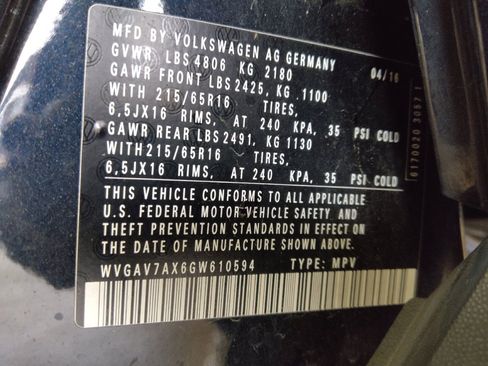 MFD BY VOLKSWAGEN AG GERMANY
GVWR LBS 4806 KG 2180 04/16
GAWR FRONT LBS 2425, KG .1100
WITH 215/65R16 TIRES,
6,5JX16 RIMS, AT 240 KPA, 35 PSI COLD
GAWR REAR LBS 2491, KG 1130
WITH 215/65R16 TIRES,
6,5JX16 RIMS, AT 240 KPA, 35 PSI COLD
THIS VEHICLE CONFORMS TO ALL APPLICABLE
U.S. FEDERAL MOTOR VEHICLE SAFETY AND
THEFT PREVENTION STANDARDS IN EFFECT ON
THE DATE OF MANUFACTURE SHOWN ABOVE.
WVGAV7AX6GW610594 TYPE: MPV
6170020 3057 1